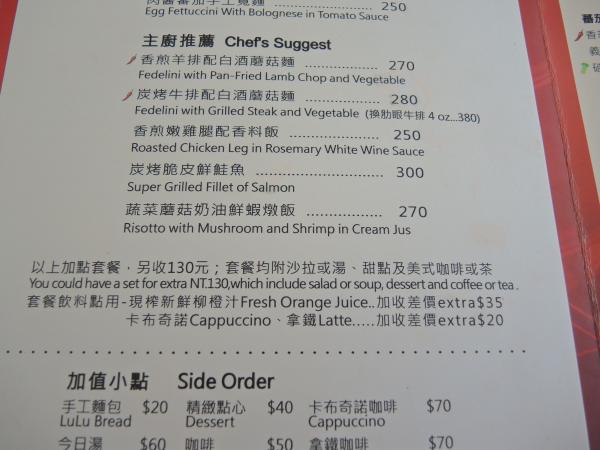 肉醬番茄手工寬麵 ........................ 250
Egg Fettuccini With Bolognese in Tomato Sauce
主廚推薦 Chef's Suggest
香煎羊排配白酒蘑菇麵 .................. 270
Fedelini with Pan-Fried Lamb Chop and Vegetable
炭烤牛排配白酒蘑菇麵 .................. 280
Fedelini with Grilled Steak and Vegetable (換肋眼牛排 4 oz...380)
香煎嫩雞腿配香料飯 .................. 250
Roasted Chicken Leg in Rosemary White Wine Sauce
炭烤脆皮鮮鮭魚 .............................. 300
Super Grilled Fillet of Salmon
蔬菜蘑菇奶油鮮蝦燉飯 ................. 270
Risotto with Mushroom and Shrimp in Cream Jus
以上加點套餐，另收130元；套餐均附沙拉或湯、甜點及美式咖啡或茶
You could have a set for extra NT.130,which include salad or soup, dessert and coffee or tea .
套餐飲料點用-現榨新鮮柳橙汁Fresh Orange Juice..加收差價extra$35
卡布奇諾Cappuccino、拿鐵Latte.....加收差價extra$20
加值小點 Side Order
手工麵包 $20 精緻點心 $40 卡布奇諾咖啡 $70
LuLu Bread Dessert Cappuccino
今日湯 $60 咖啡 $50 拿鐵咖啡 $70